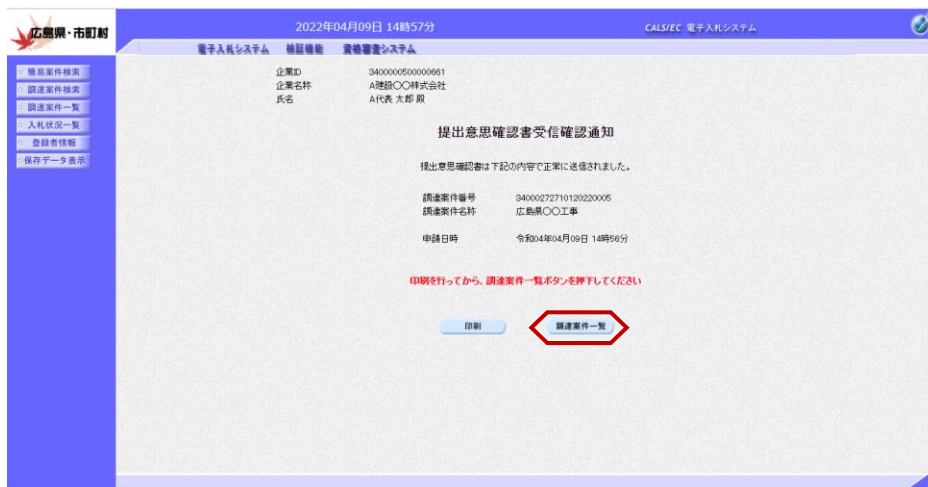 広島県・市町村
2022年04月09日 14時57分
CALS/EC 電子入札システム
電子入札システム 検証機能 資格審査システム
簡易案件検索
調達案件検索
調達案件一覧
入札状況一覧
登録者情報
保存データ表示
企業ID 3400000500000661
企業名称 A建設〇〇株式会社
氏名 A代表 太郎 殿
提出意思確認書受信確認通知
提出意思確認書は下記の内容で正常に送信されました。
調達案件番号 34000272710120220005
調達案件名称 広島県〇〇工事
申請日時 令和04年04月09日 14時56分
印刷を行ってから、調達案件一覧ボタンを押下してください
印刷 調達案件一覧